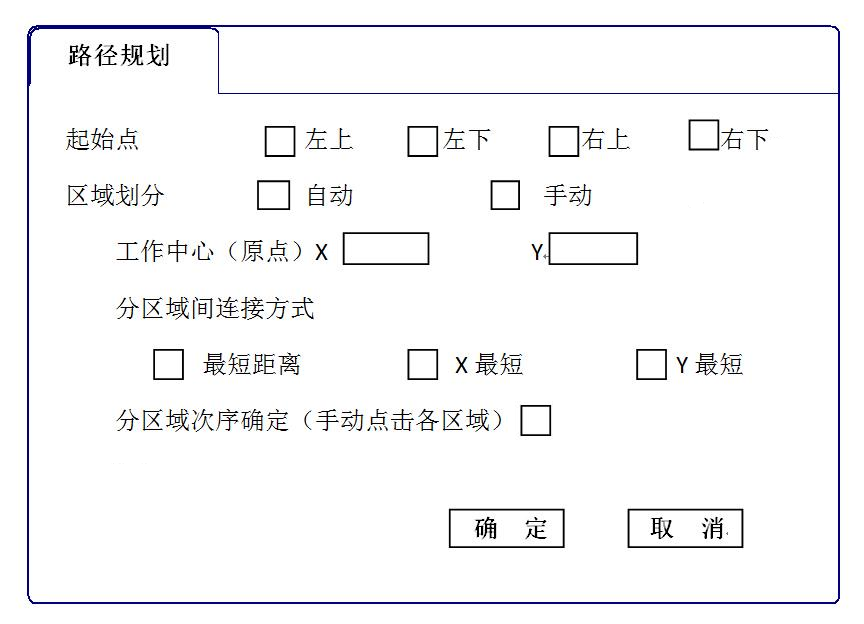 路径规划
起始点 左上 左下 右上 右下
区域划分 自动 手动
工作中心（原点）X Y
分区域间连接方式
最短距离 X 最短 Y 最短
分区域次序确定（手动点击各区域）
确 定 取 消